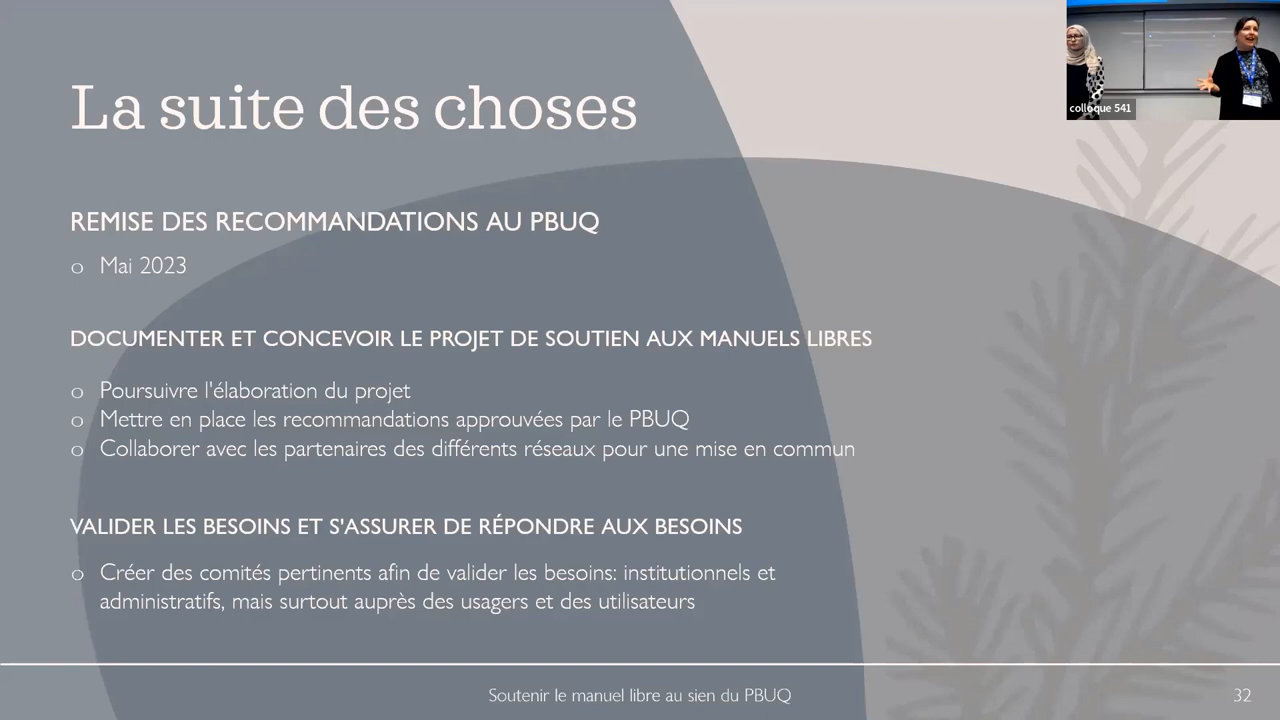 La suite des choses
colloque 541
REMISE DES RECOMMANDATIONS AU PBUQ
o Mai 2023
DOCUMENTER ET CONCEVOIR LE PROJET DE SOUTIEN AUX MANUELS LIBRES
o Poursuivre l'élaboration du projet
o Mettre en place les recommandations approuvées par le PBUQ
o Collaborer avec les partenaires des différents réseaux pour une mise en commun
VALIDER LES BESOINS ET S'ASSURER DE RÉPONDRE AUX BESOINS
o Créer des comités pertinents afin de valider les besoins: institutionnels et
administratifs, mais surtout auprès des usagers et des utilisateurs
Soutenir le manuel libre au sien du PBUQ
32